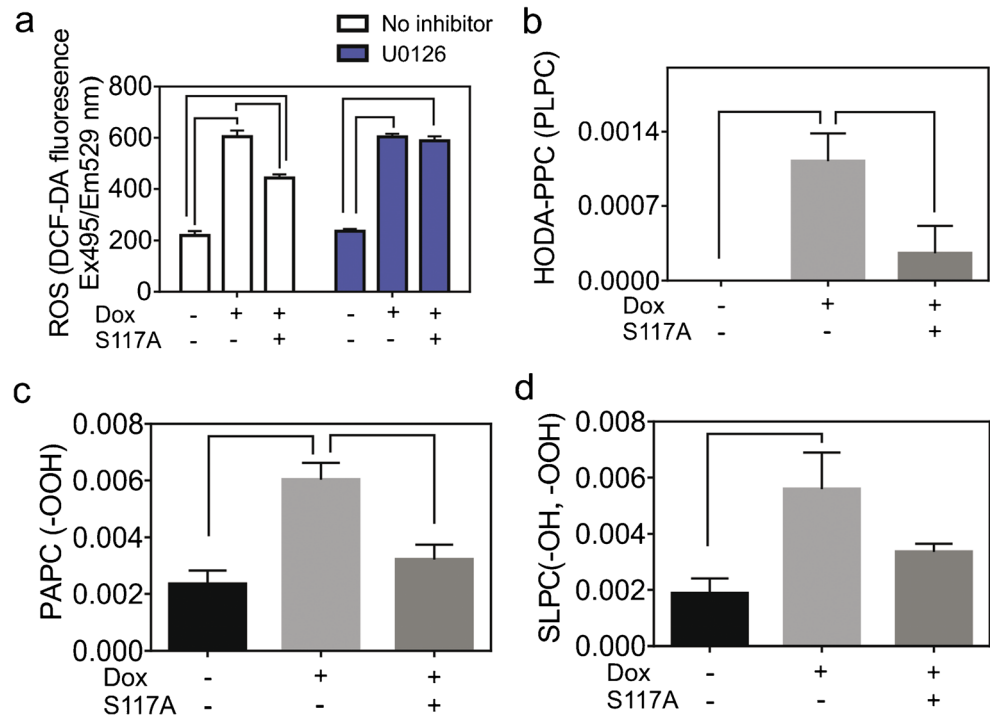 a
No inhibitor
U0126
ROS (DCF-DA fluoresence
Ex495/Em529 nm)
800
600
400
200
0
Dox - + + - + +
S117A - - + - - +
b
HODA-PPC (PLPC)
0.0014
0.0007
0.0000
Dox - + +
S117A - - +
c
PAPC (-OOH)
0.008
0.006
0.004
0.002
0.000
Dox - + +
S117A - - +
d
SLPC(-OH, -OOH)
0.008
0.006
0.004
0.002
0.000
Dox - + +
S117A - - +